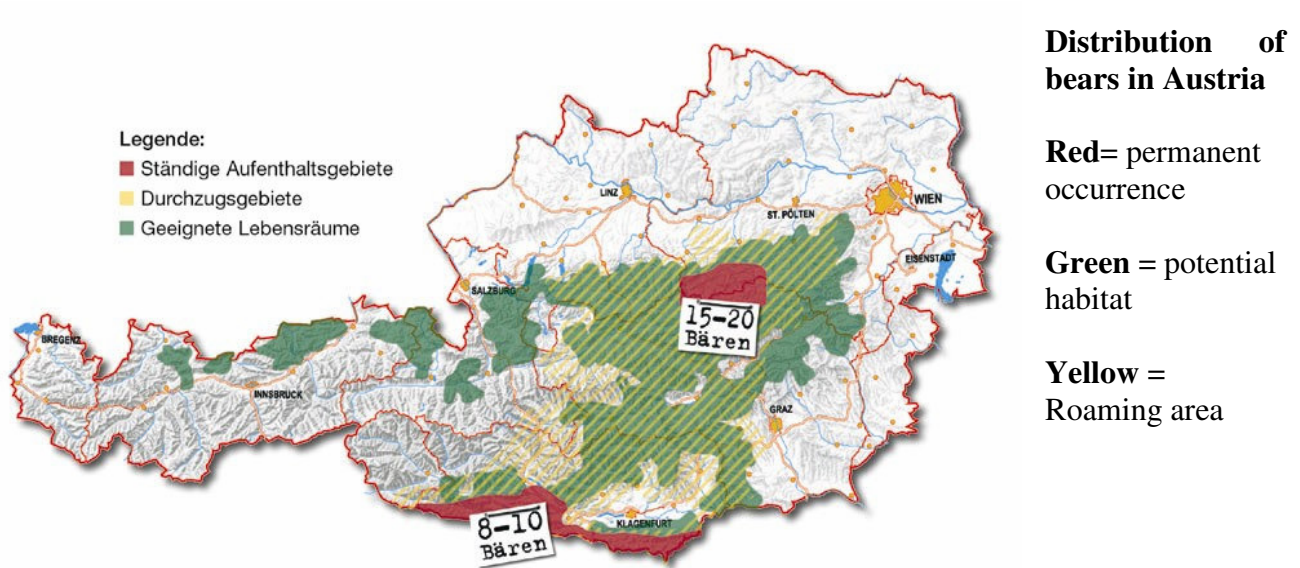 Legende:
Ständige Aufenthaltsgebiete
Durchzugsgebiete
Geeignete Lebensräume
LINZ
WIEN
ST. PÖLTEN
EISENSTADT
SALZBURG
15–20
Bären
BREGENZ
INNSBRUCK
GRAZ
8–10
Bären
KLAGENFURT
Distribution of
bears in Austria
Red= permanent
occurrence
Green = potential
habitat
Yellow =
Roaming area